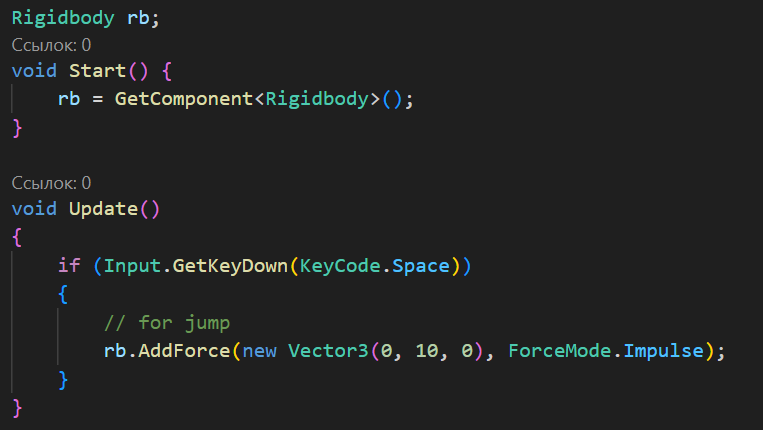 Rigidbody rb;
Ссылок: 0
void Start() {
    rb = GetComponent<Rigidbody>();
}
Ссылок: 0
void Update()
{
    if (Input.GetKeyDown(KeyCode.Space))
    {
        // for jump
        rb.AddForce(new Vector3(0, 10, 0), ForceMode.Impulse);
    }
}